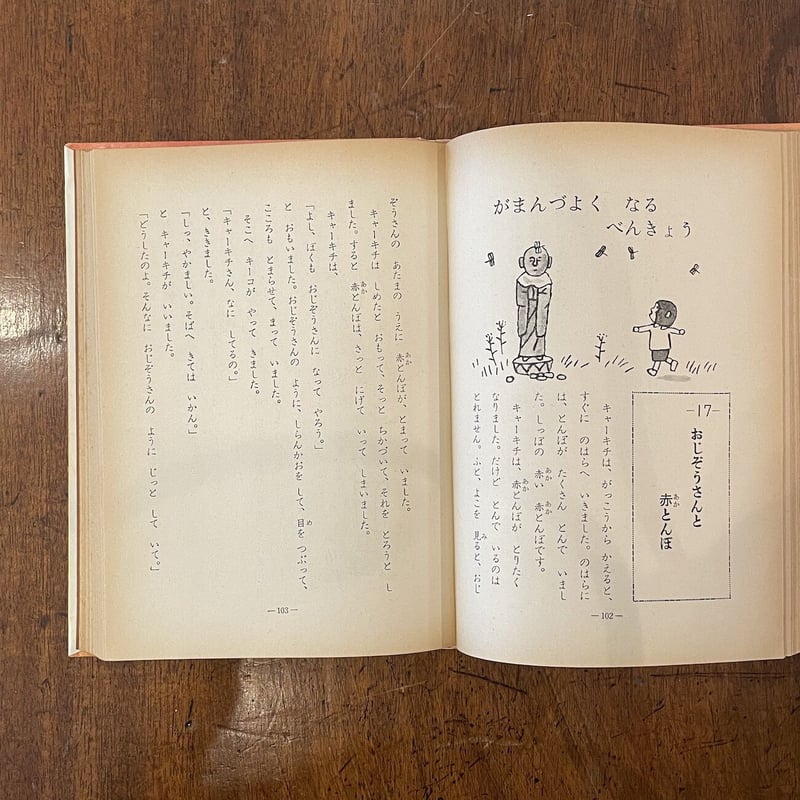 がまんづよく なる
べんきょう
—17—
おじぞうさんと
赤とんぼ
あか
キャーキチは、がっこうから かえると、
すぐに のはらへ いきました。のはらに
は、とんぼが たくさん とんで いまし
た。しっぽの 赤い 赤とんぼです。
あか あか
キャーキチは、赤とんぼが とりたく
あか
なりました。だけど とんで いるのは
とれません。ふと、よこを 見ると、おじ
み
—102—
ぞうさんの あたまの うえに 赤とんぼが、とまって いました。
あか
キャーキチは しめたと おもって、そっと ちかづいて、それを とろうと し
ました。すると 赤とんぼは、さっと にげて いって しまいました。
あか
キャーキチは、
「よし、ぼくも おじぞうさんに なって やろう。」
と おもいました。おじぞうさんの ように、しらんかおを して、目を つぶって、
め
こころも とまらせて、まって いました。
そこへ キーコが やって きました。
「キャーキチさん、なに してるの。」
と、ききました。
「しっ、やかましい。そばへ きては いかん。」
と キャーキチが いいました。
「どうしたのよ。そんなに おじぞうさんの ように じっと して いて。」
—103—